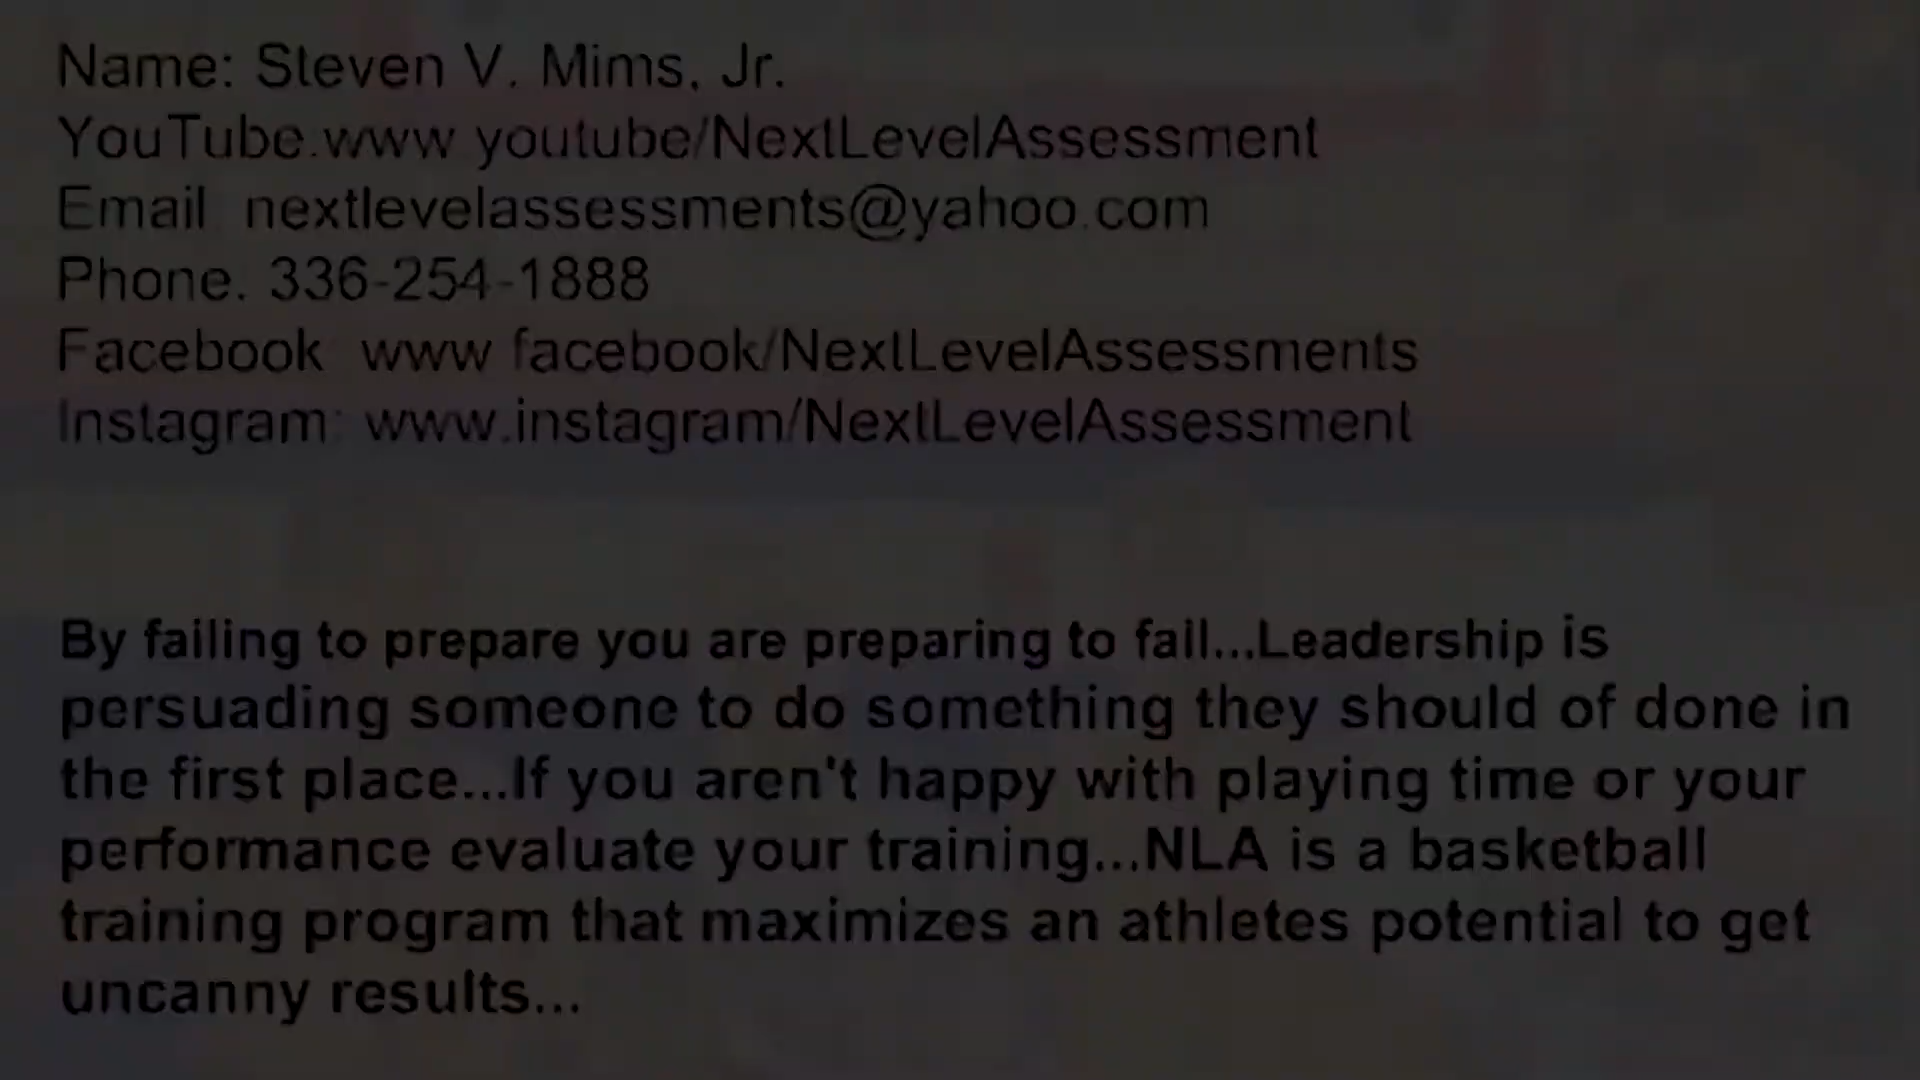 Name: Steven V. Mims, Jr.
YouTube.www youtube/NextLevelAssessment
Email  nextlevelassessments@yahoo.com
Phone. 336-254-1888
Facebook  www facebook/NextLevelAssessments
Instagram: www.instagram/NextLevelAssessment
By failing to prepare you are preparing to fail...Leadership is
persuading someone to do something they should of done in
the first place...If you aren't happy with playing time or your
performance evaluate your training...NLA is a basketball
training program that maximizes an athletes potential to get
uncanny results...